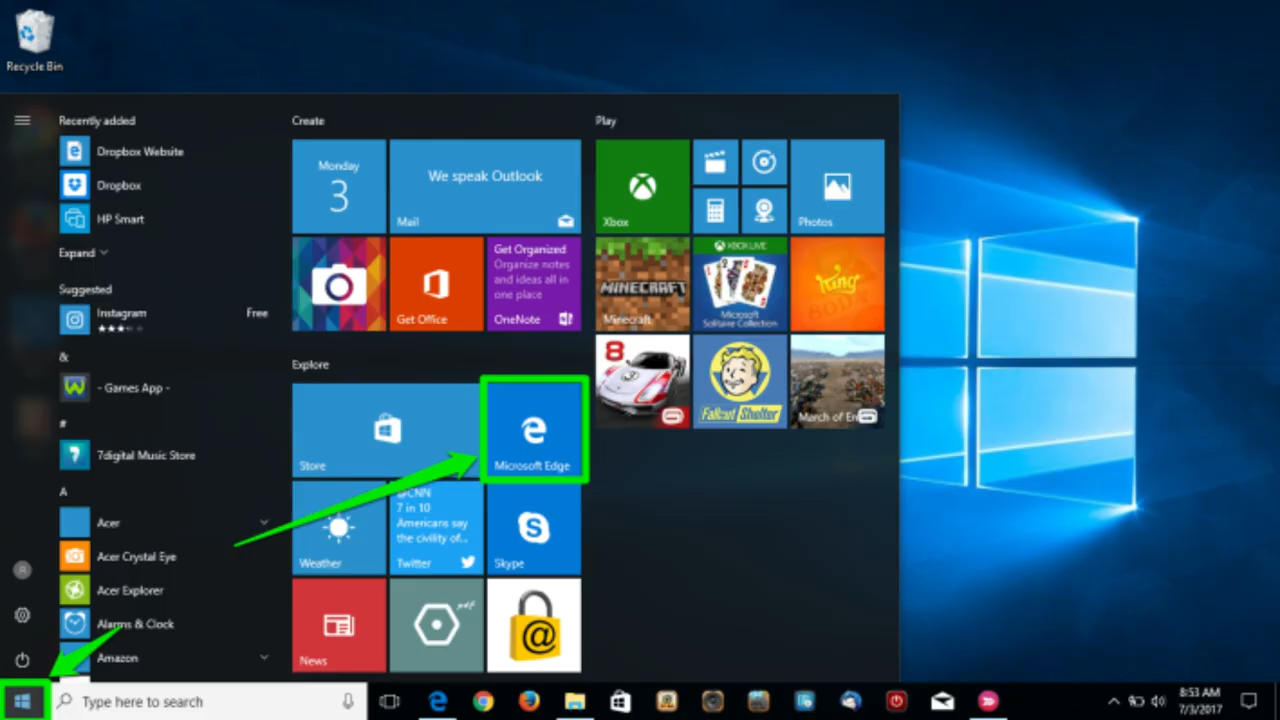 Recycle Bin
Recently added
Dropbox Website
Dropbox
HP Smart
Expand
Suggested
Instagram
Free
&
- Games App -
#
7digital Music Store
A
Acer
Acer Crystal Eye
Acer Explorer
Alarms & Clock
Amazon
Create
Monday
3
We speak Outlook
Mail
Get Office
Get Organized
Organize notes
and ideas all in
one place
OneNote
Explore
Store
Microsoft Edge
Weather
@CNN
7 in 10
Americans say
the civility of...
Twitter
Skype
News
pdf
@
Play
Xbox
Photos
MINECRAFT
Minecraft
XBOX LIVE
Microsoft
Solitaire Collection
King
8
3
Fallout Shelter
March of Em
Type here to search
8:53 AM
7/3/2017